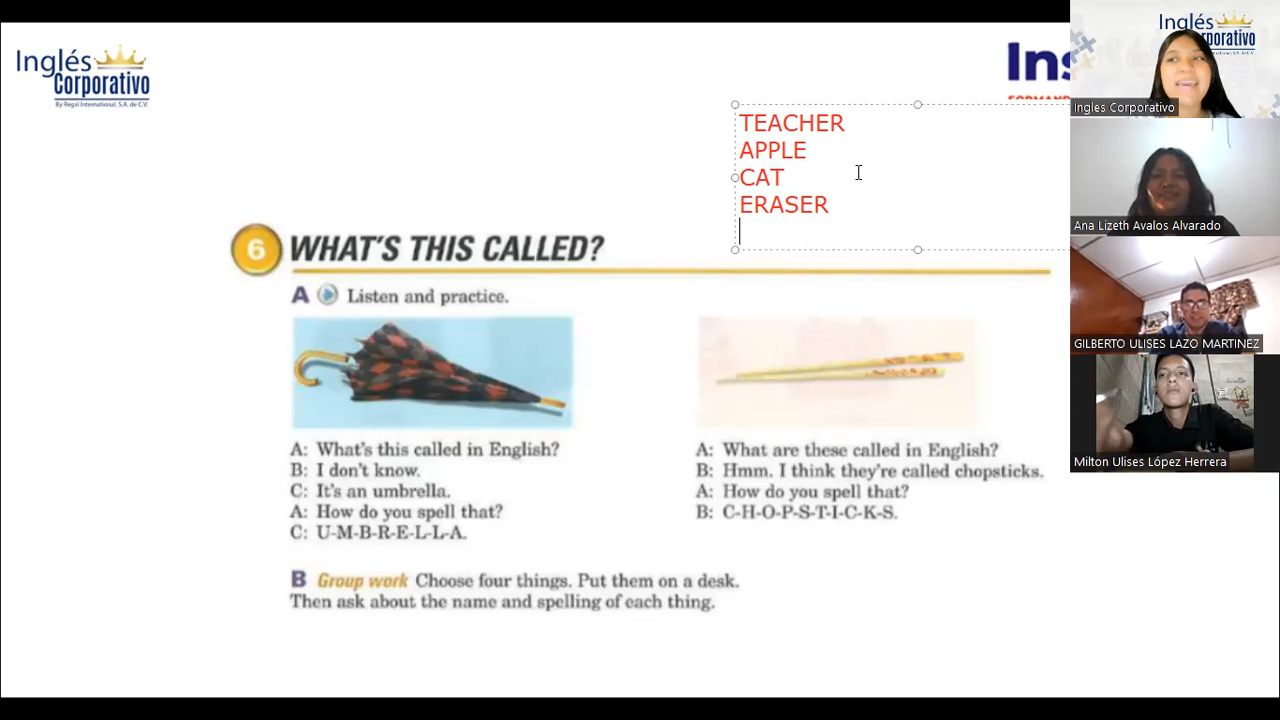 Inglés
Corporativo
By Regal International, S.A. de C.V.
Ins
TEACHER
APPLE
CAT
ERASER
6 WHAT'S THIS CALLED?
A Listen and practice.
A: What's this called in English?
B: I don't know.
C: It's an umbrella.
A: How do you spell that?
C: U-M-B-R-E-L-L-A.
A: What are these called in English?
B: Hmm. I think they're called chopsticks.
A: How do you spell that?
B: C-H-O-P-S-T-I-C-K-S.
B Group work Choose four things. Put them on a desk.
Then ask about the name and spelling of each thing.
Inglés
Ingles Corporativo
Ana Lizeth Avalos Alvarado
GILBERTO ULISES LAZO MARTINEZ
Milton Ulises López Herrera